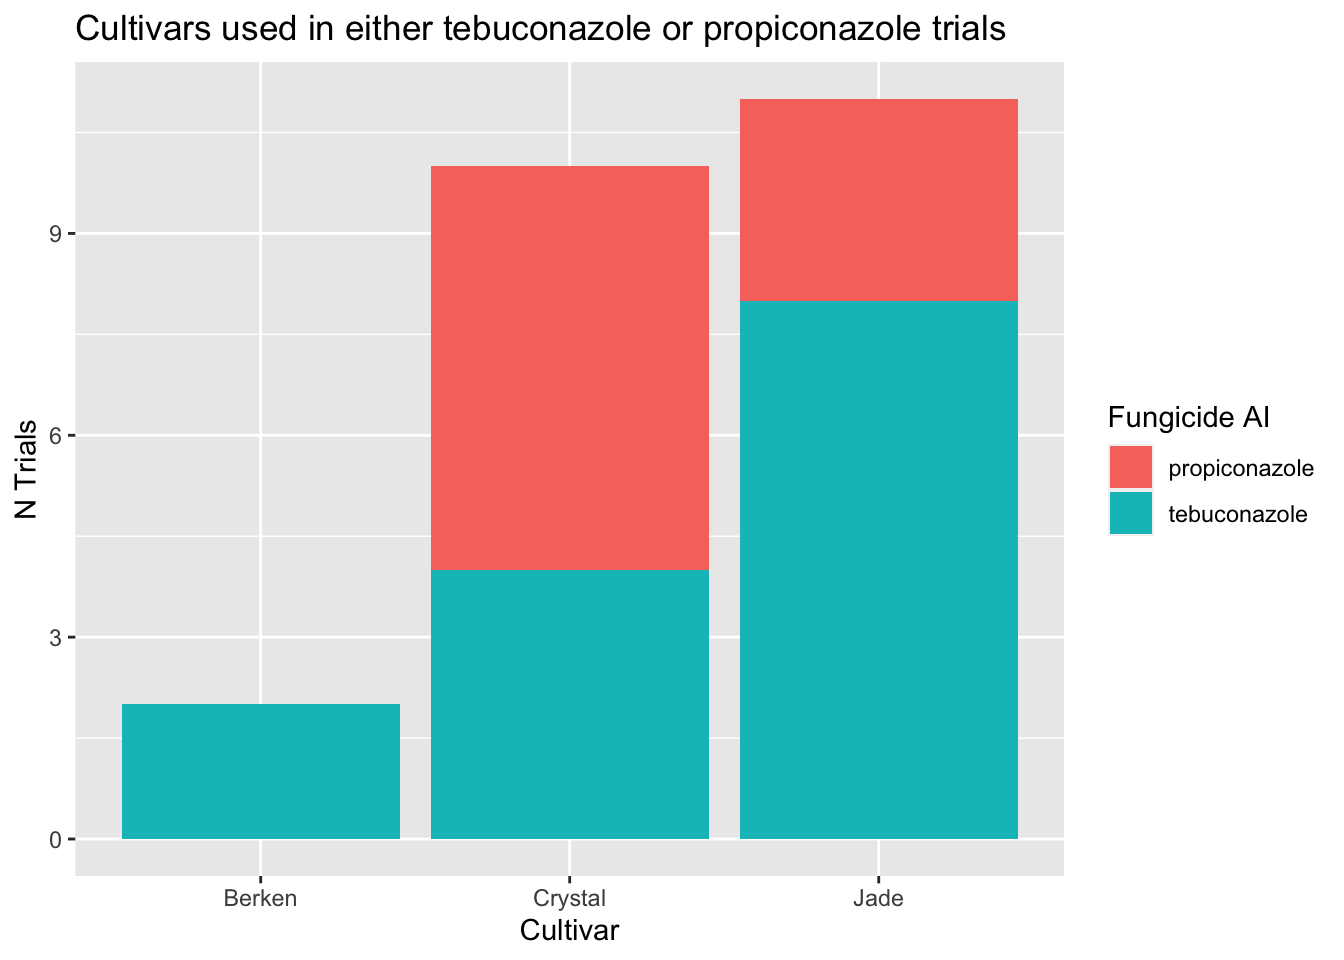 Cultivars used in either tebuconazole or propiconazole trials
N Trials
9
6
3
0
Berken
Crystal
Jade
Cultivar
Fungicide AI
propiconazole
tebuconazole